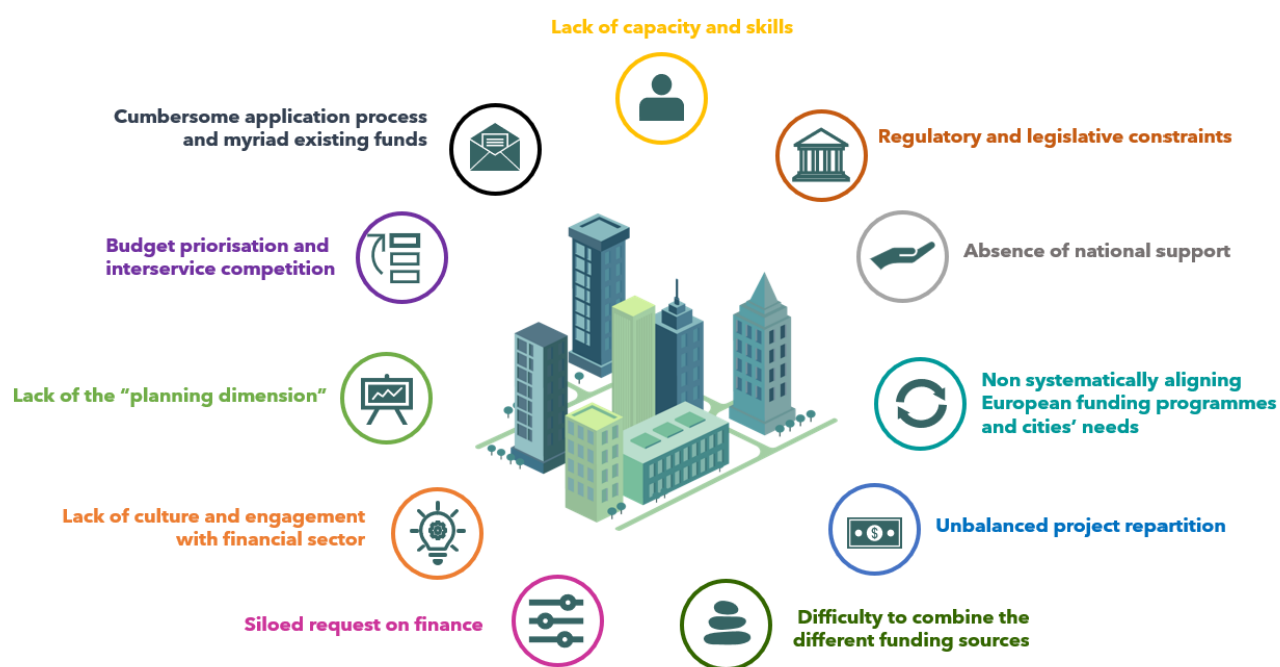 Lack of capacity and skills
Cumbersome application process
and myriad existing funds
Regulatory and legislative constraints
Budget priorisation and
interservice competition
Absence of national support
Lack of the “planning dimension”
Non systematically aligning
European funding programmes
and cities’ needs
Lack of culture and engagement
with financial sector
Unbalanced project repartition
Siloed request on finance
Difficulty to combine the
different funding sources
$